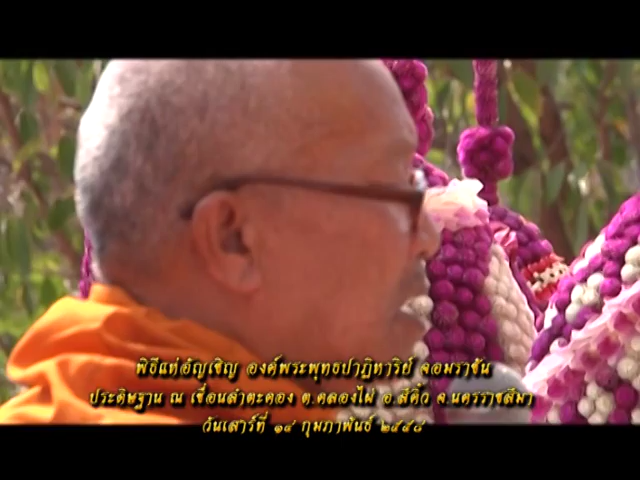 พิธีแห่อัญเชิญ องค์พระพุทธปาฏิหาริย์ จอมราชัน
ประดิษฐาน ณ เขื่อนลำตะคอง ต.คลองไผ่ อ.สีคิ้ว จ.นครราชสีมา
วันเสาร์ที่ ๑๔ กุมภาพันธ์ ๒๕๕๘